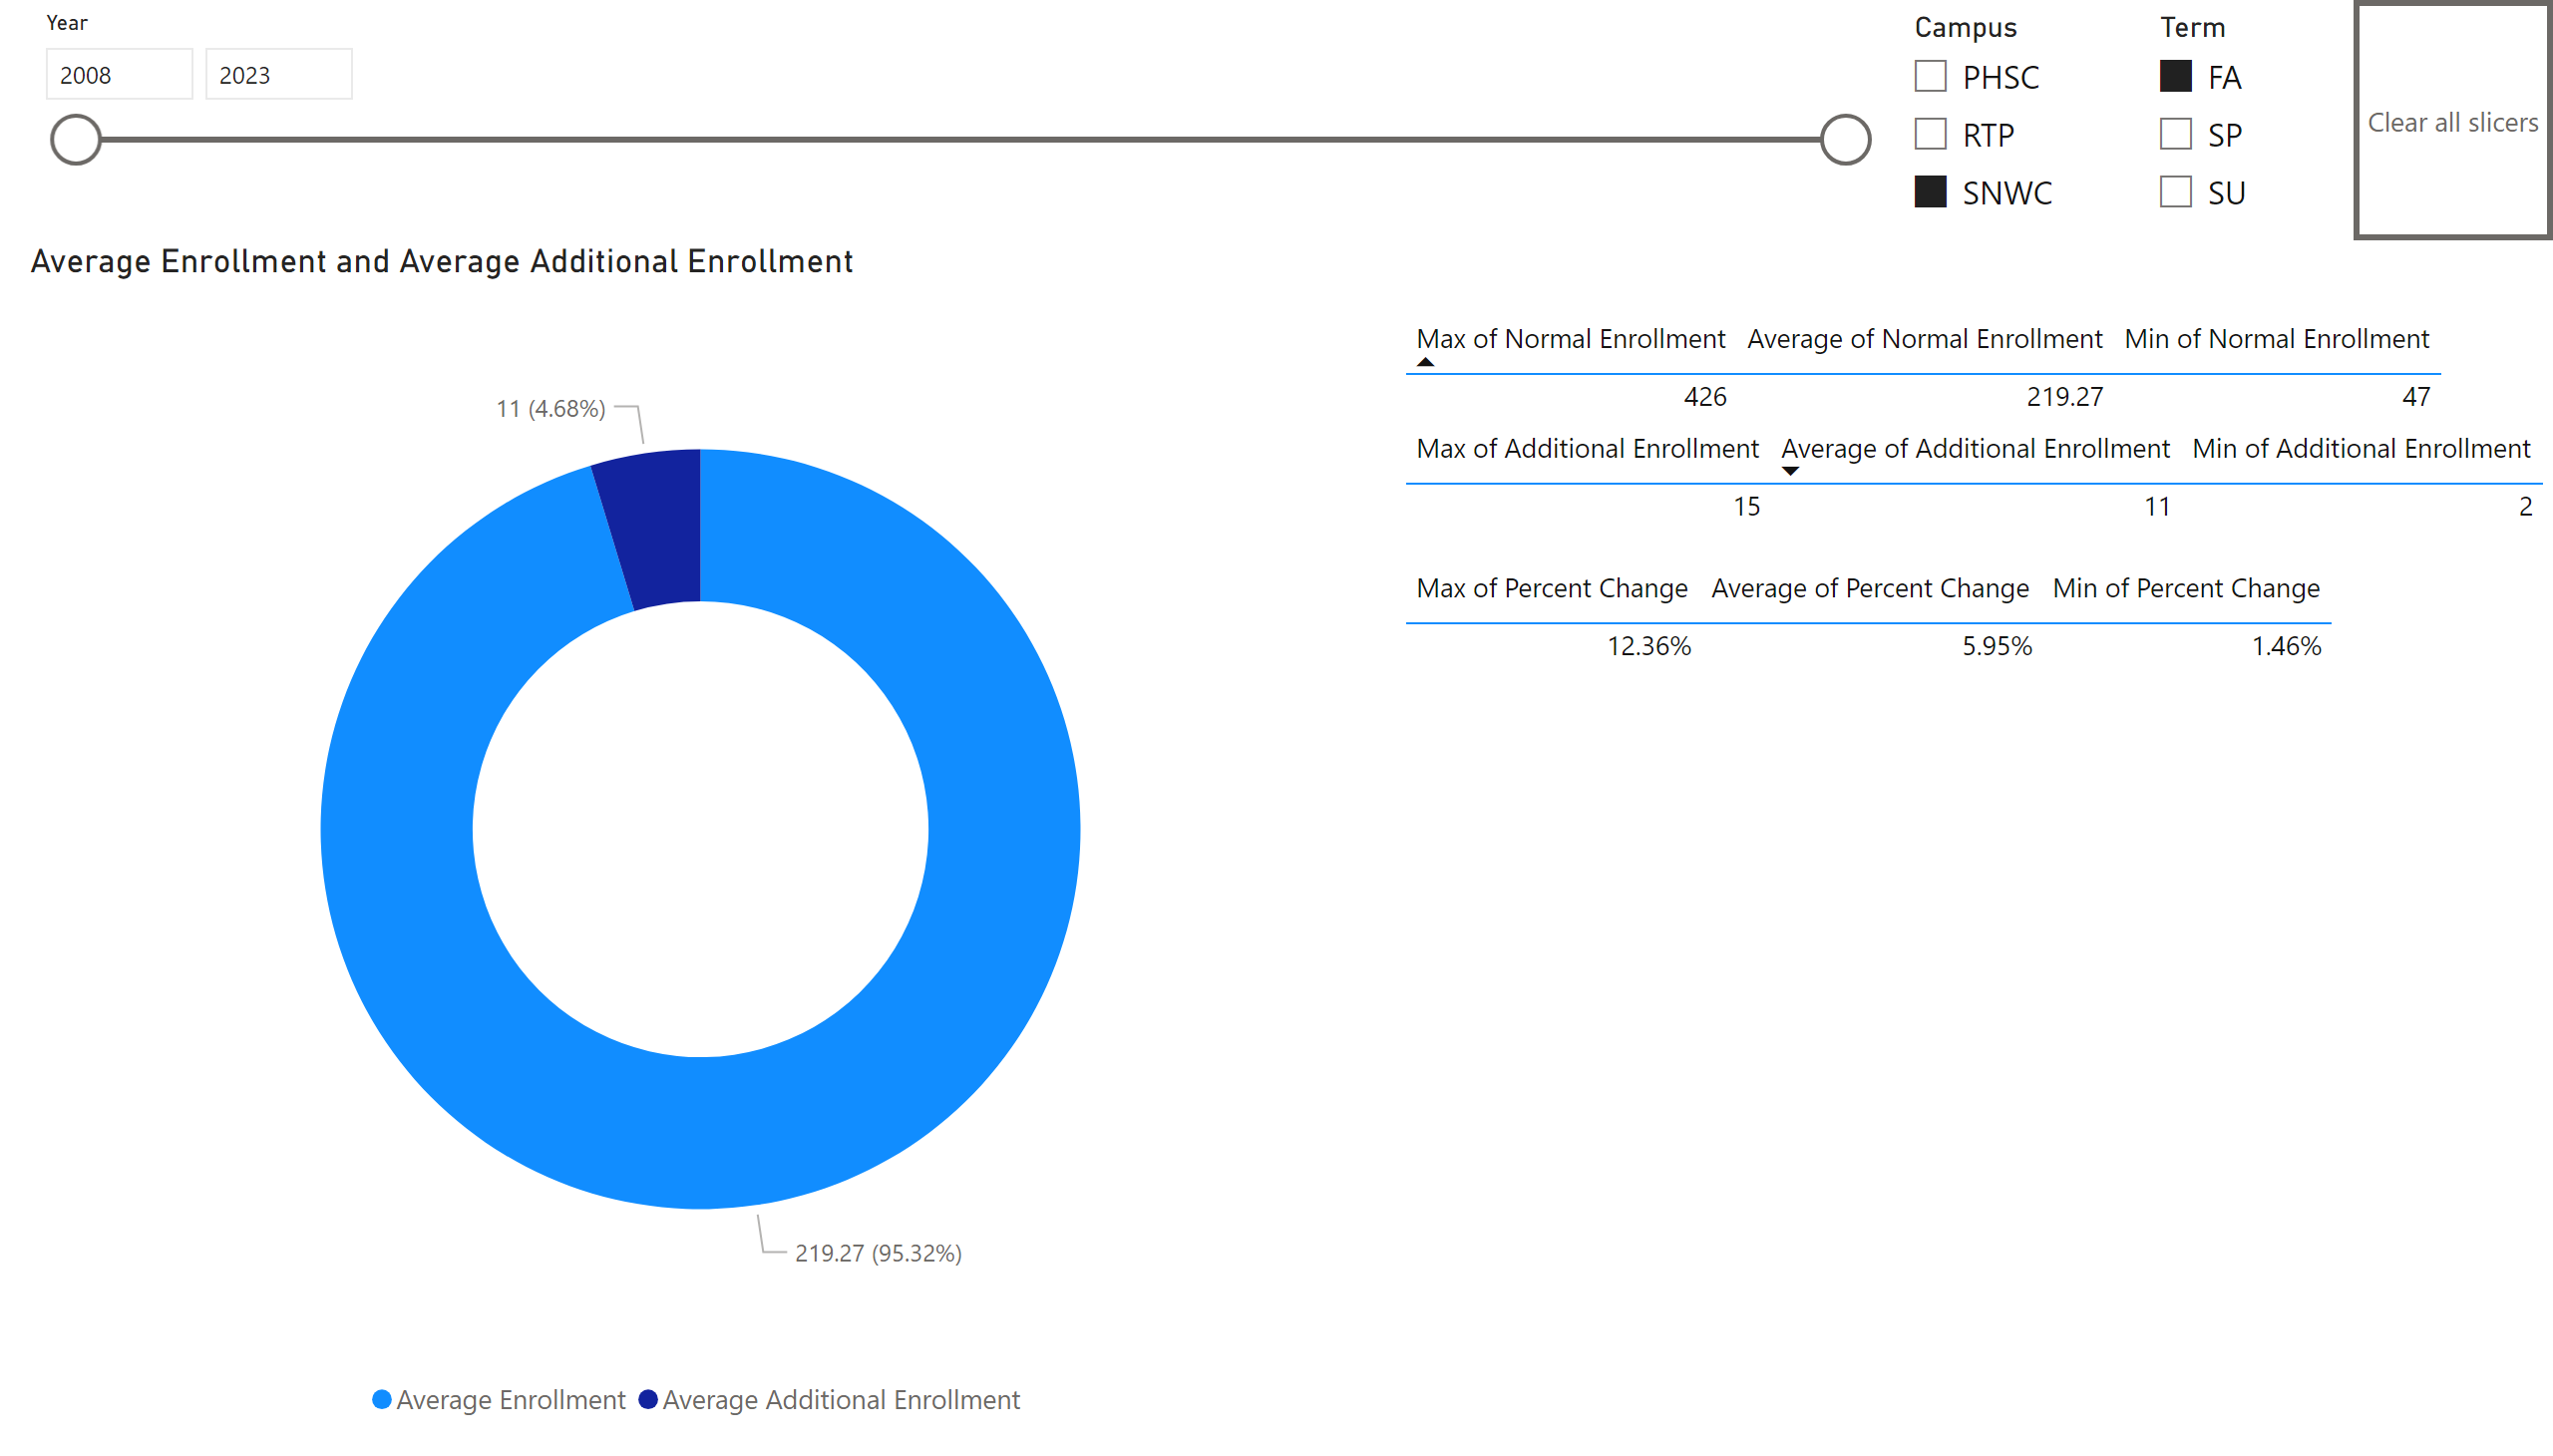 Year
2008 2023
Campus
PHSC
RTP
SNWC
Term
FA
SP
SU
Clear all slicers
Average Enrollment and Average Additional Enrollment
11 (4.68%)
219.27 (95.32%)
Average Enrollment Average Additional Enrollment
Max of Normal Enrollment Average of Normal Enrollment Min of Normal Enrollment
426 219.27 47
Max of Additional Enrollment Average of Additional Enrollment Min of Additional Enrollment
15 11 2
Max of Percent Change Average of Percent Change Min of Percent Change
12.36% 5.95% 1.46%